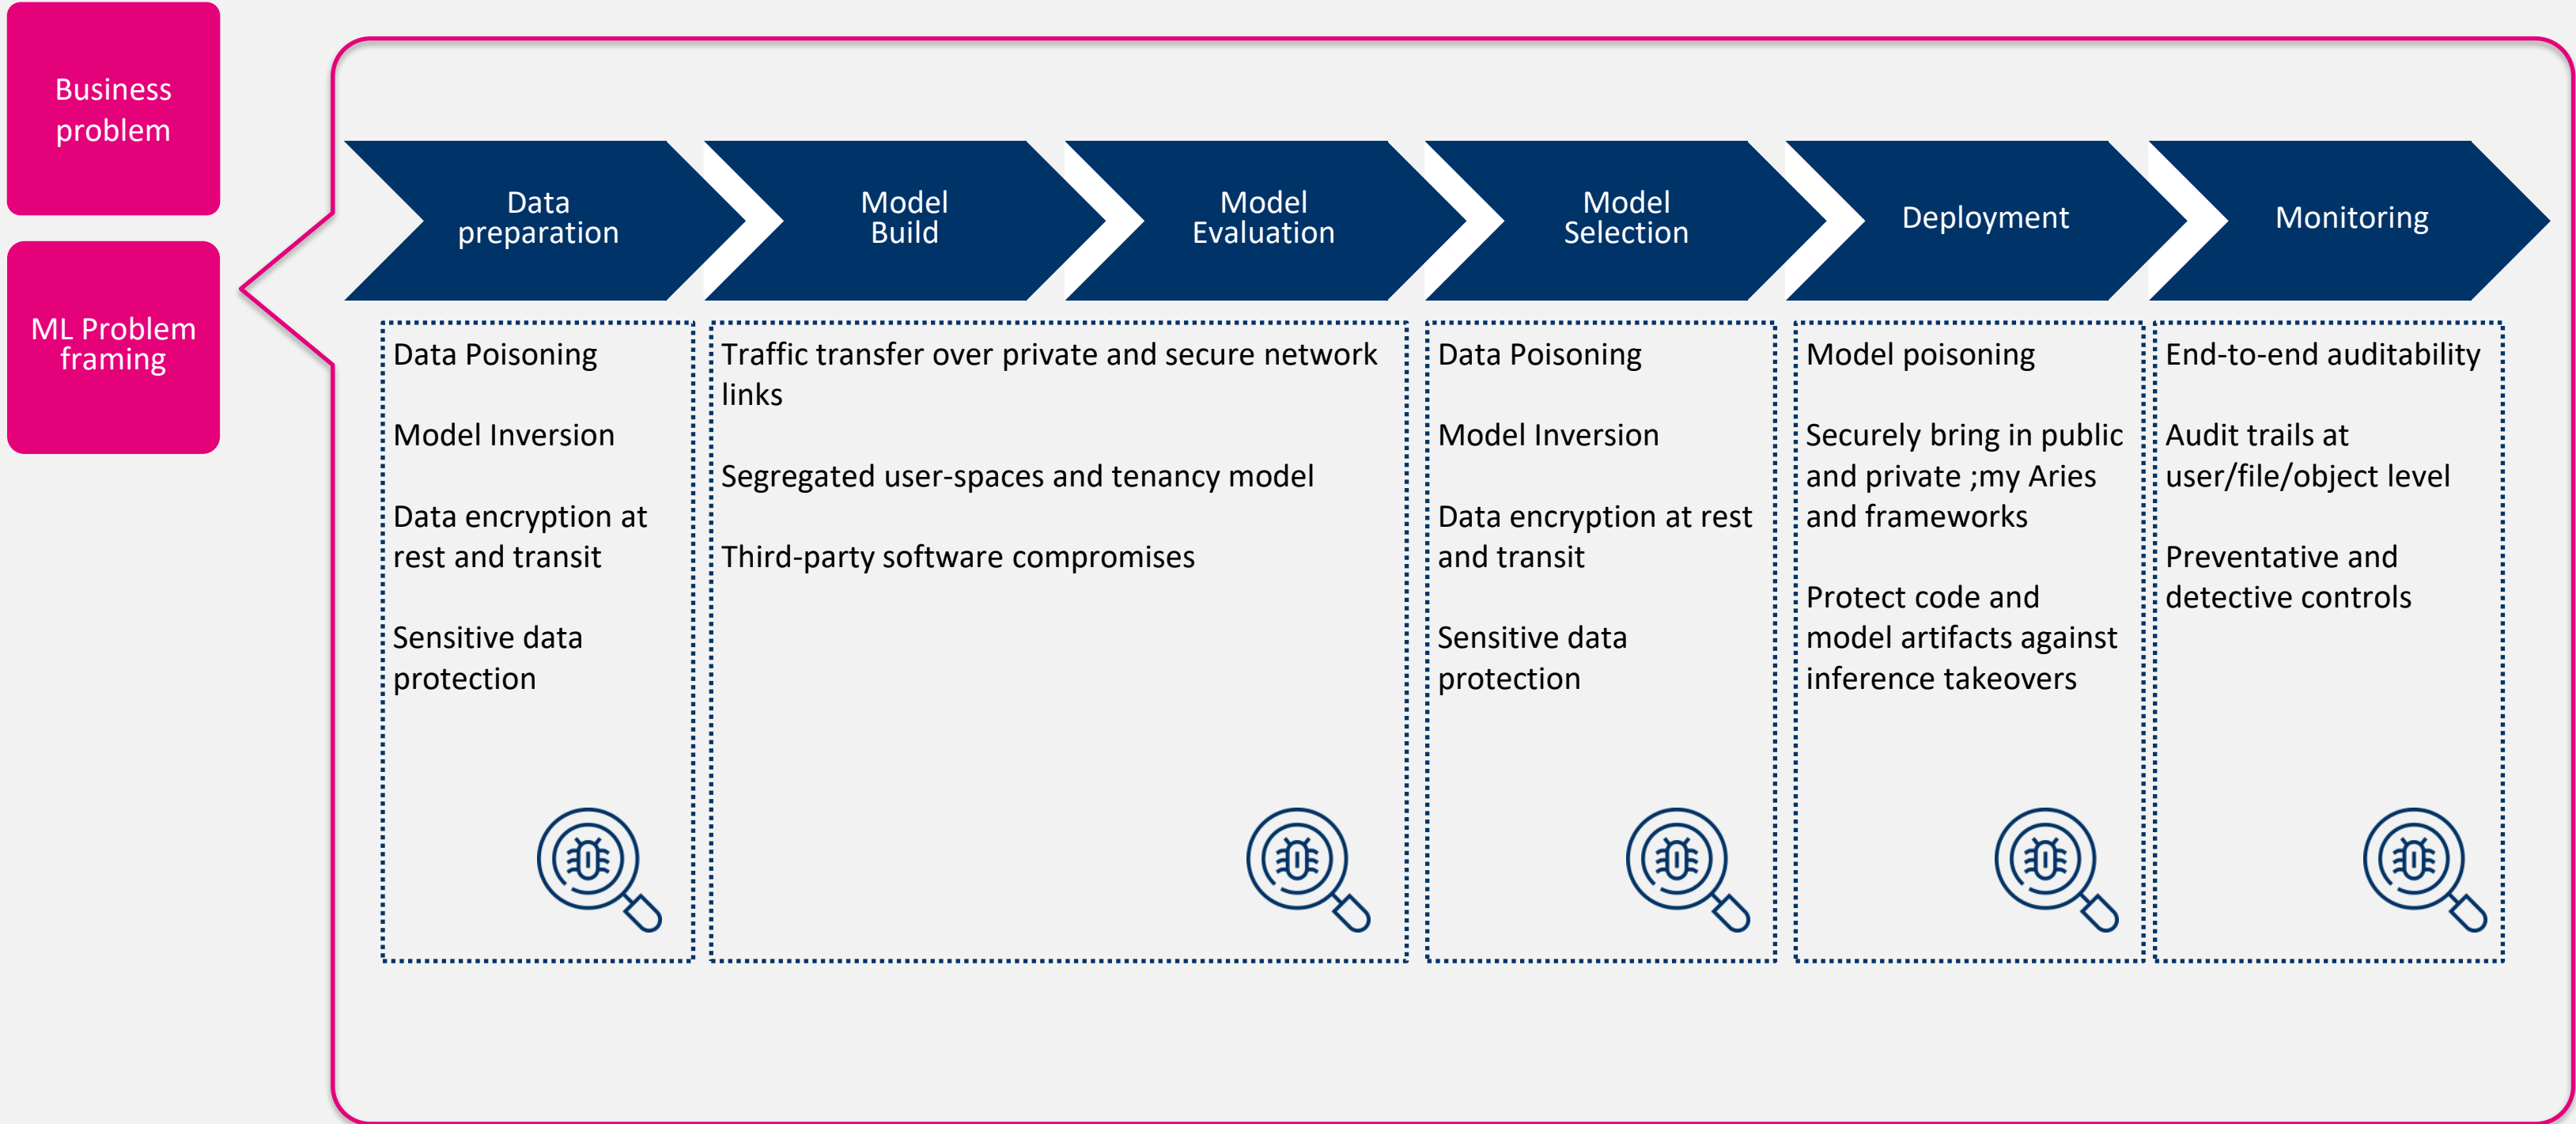 Business
problem
ML Problem
framing
Data
preparation
Model
Build
Model
Evaluation
Model
Selection
Deployment
Monitoring
Data Poisoning
Model Inversion
Data encryption at
rest and transit
Sensitive data
protection
Traffic transfer over private and secure network
links
Segregated user-spaces and tenancy model
Third-party software compromises
Data Poisoning
Model Inversion
Data encryption at rest
and transit
Sensitive data
protection
Model poisoning
Securely bring in public
and private ;my Aries
and frameworks
Protect code and
model artifacts against
inference takeovers
End-to-end auditability
Audit trails at
user/file/object level
Preventative and
detective controls